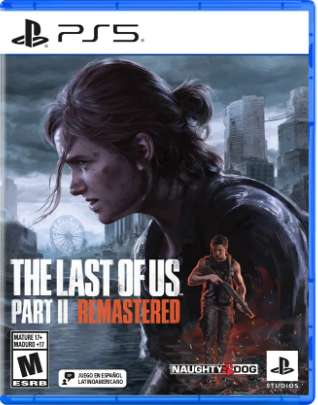 PS5
THE LAST OF US
PART II REMASTERED
MATURE 17+
MADURO +17
M
ESRB
JUEGO EN ESPAÑOL
LATINOAMERICANO
NAUGHTY DOG
STUDIOS